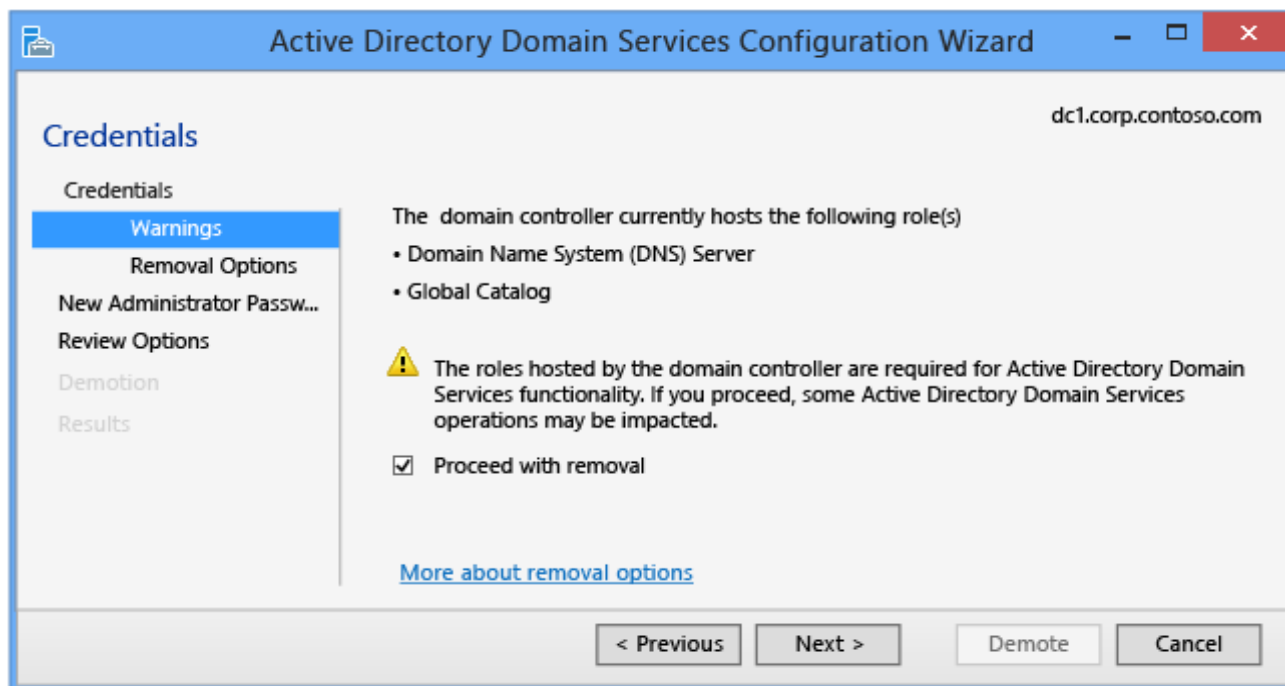 Active Directory Domain Services Configuration Wizard
dc1.corp.contoso.com
Credentials
Credentials
Warnings
Removal Options
New Administrator Passw...
Review Options
Demotion
Results
The domain controller currently hosts the following role(s)
• Domain Name System (DNS) Server
• Global Catalog
The roles hosted by the domain controller are required for Active Directory Domain
Services functionality. If you proceed, some Active Directory Domain Services
operations may be impacted.
Proceed with removal
More about removal options
< Previous
Next >
Demote
Cancel